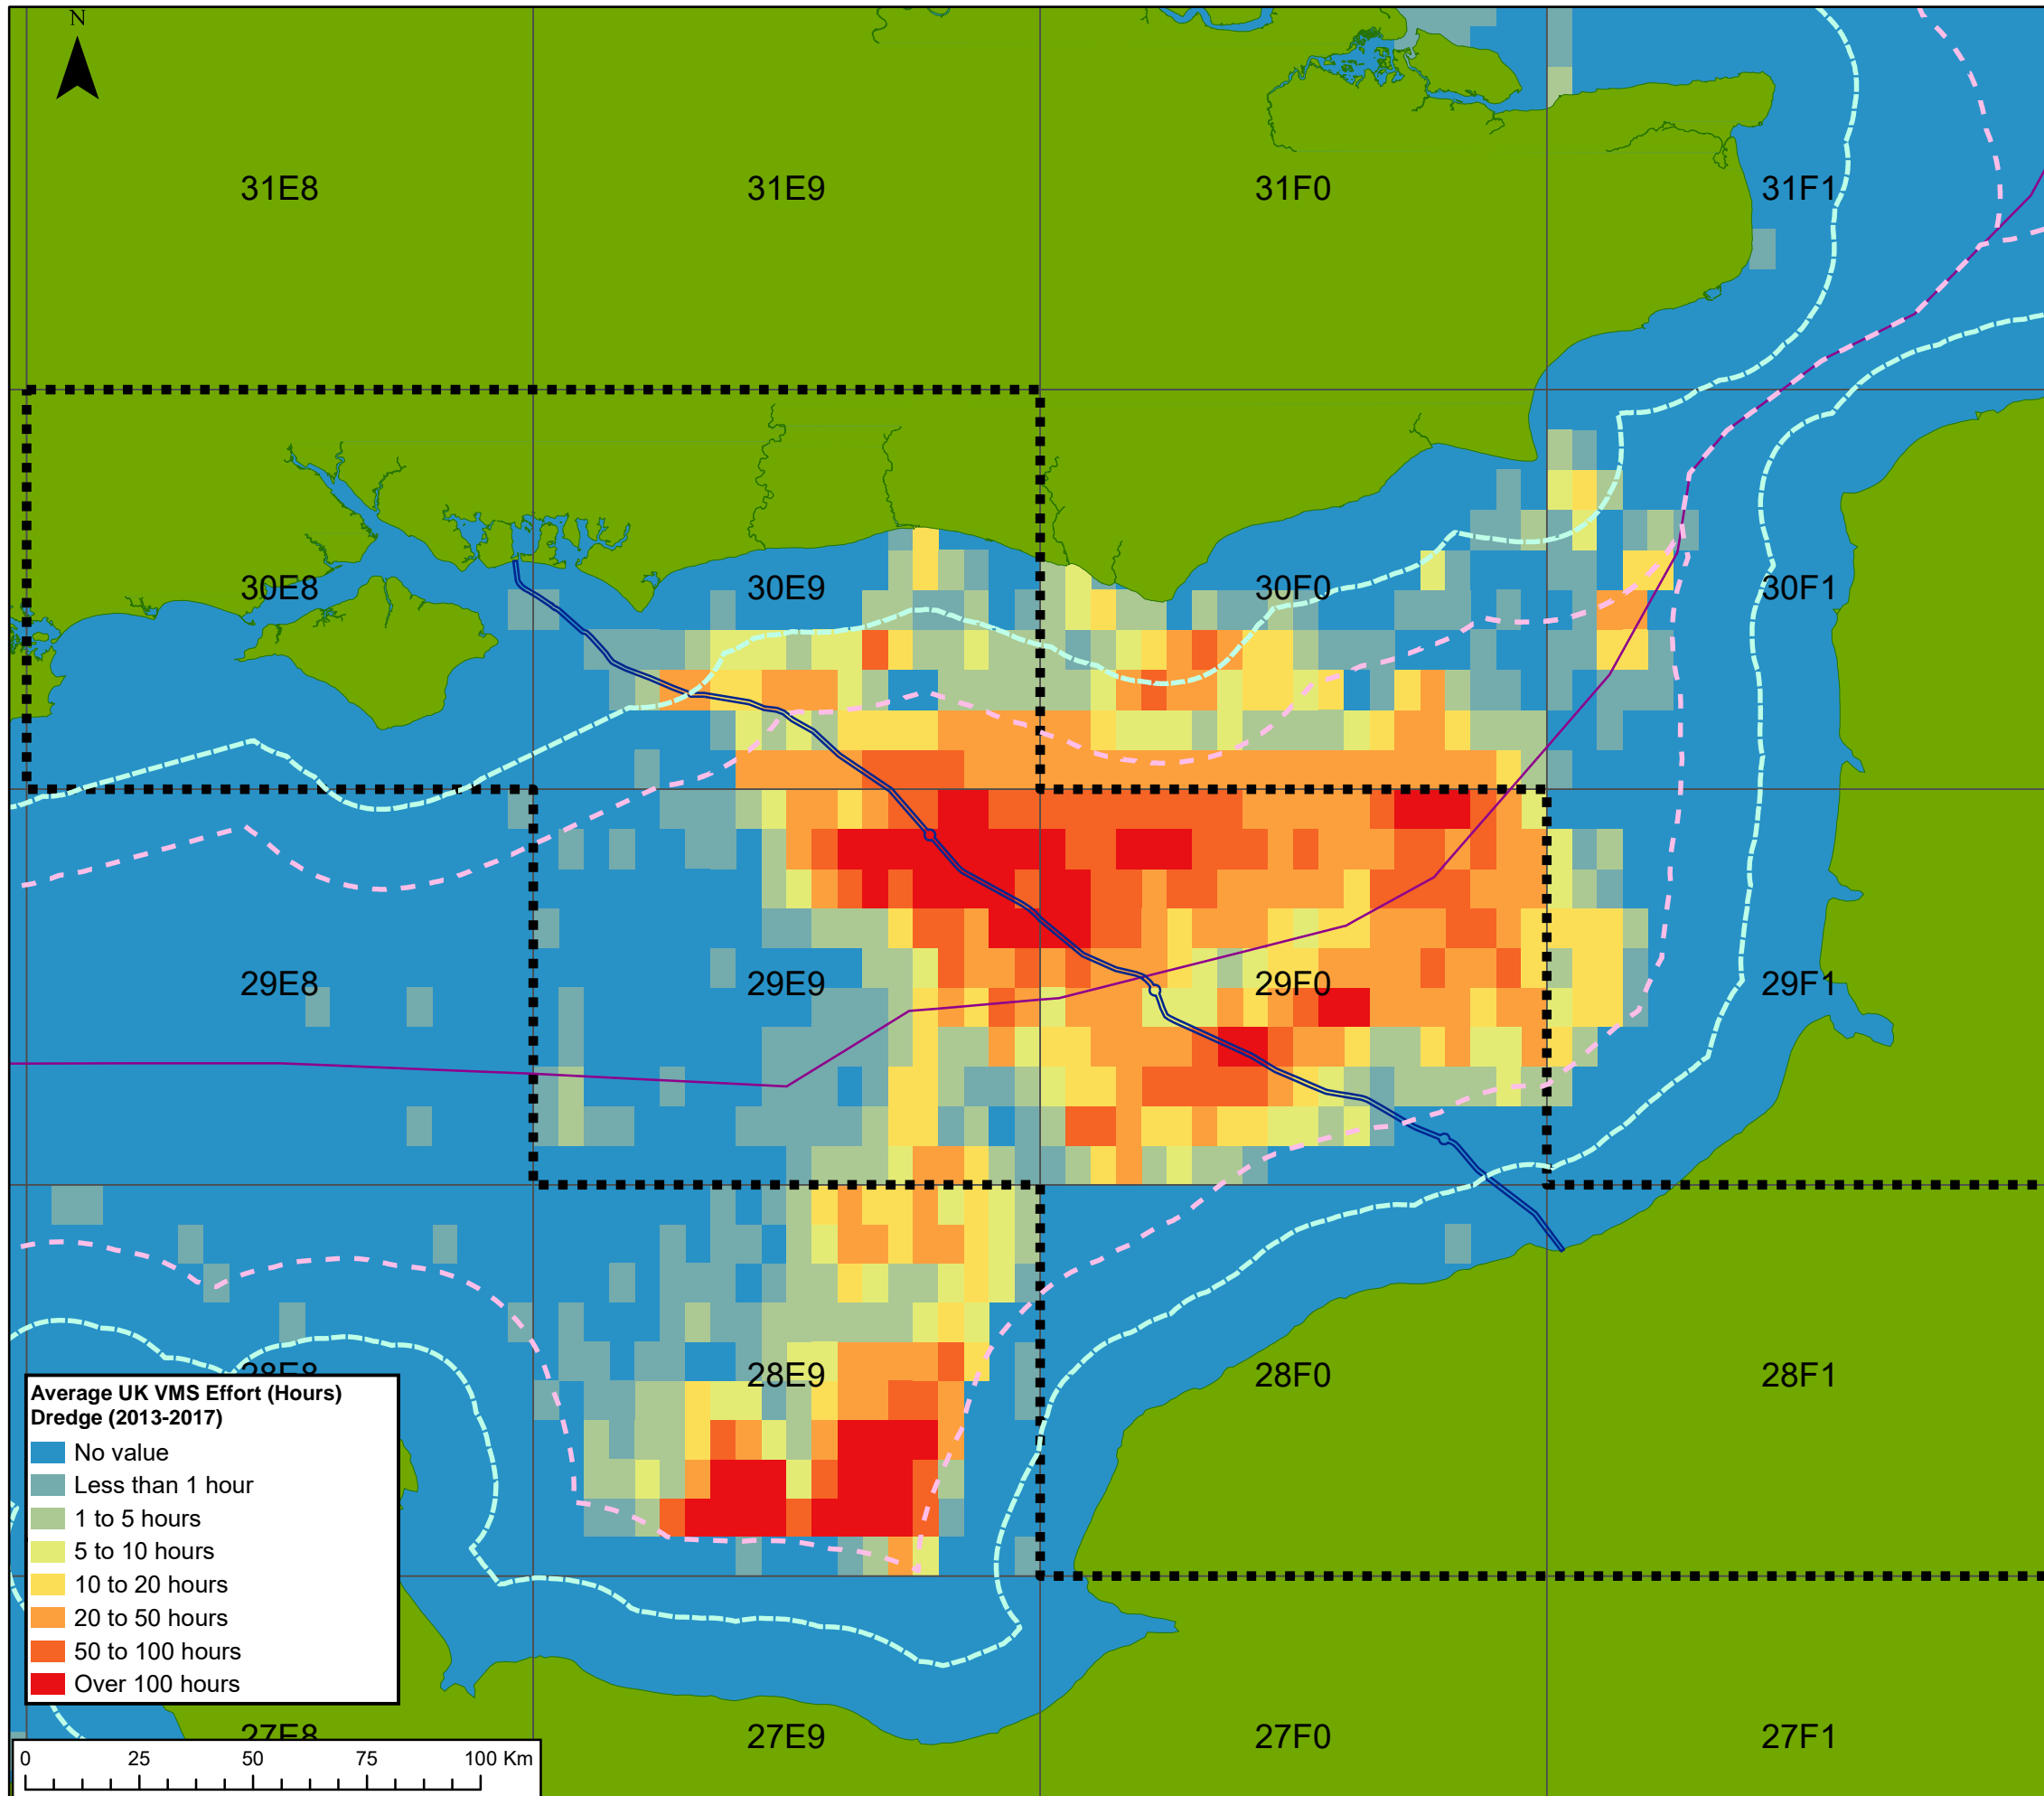 N
31E8 31E9 31F0 31F1
30E8 30E9 30F0 30F1
29E8 29E9 29F0 29F1
28E8 28E9 28F0 28F1
Average UK VMS Effort (Hours)
Dredge (2013-2017)
No value
Less than 1 hour
1 to 5 hours
5 to 10 hours
10 to 20 hours
20 to 50 hours
50 to 100 hours
Over 100 hours
27E8 27E9 27F0 27F1
0 25 50 75 100 Km